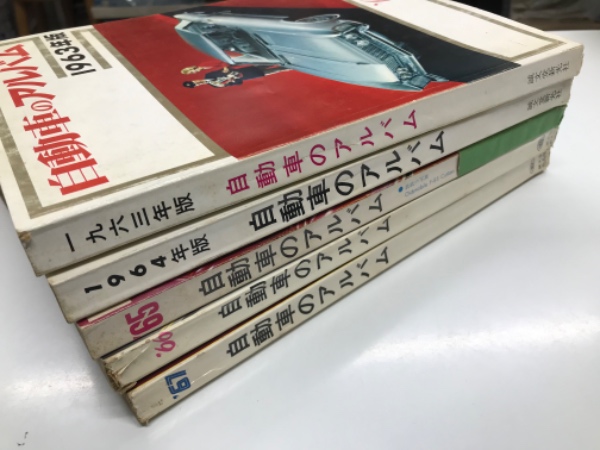 自動車のアルバム
1963年版
一九六三年版 自動車のアルバム
1964年版 自動車のアルバム
'65 自動車のアルバム
'66 自動車のアルバム
'67 自動車のアルバム